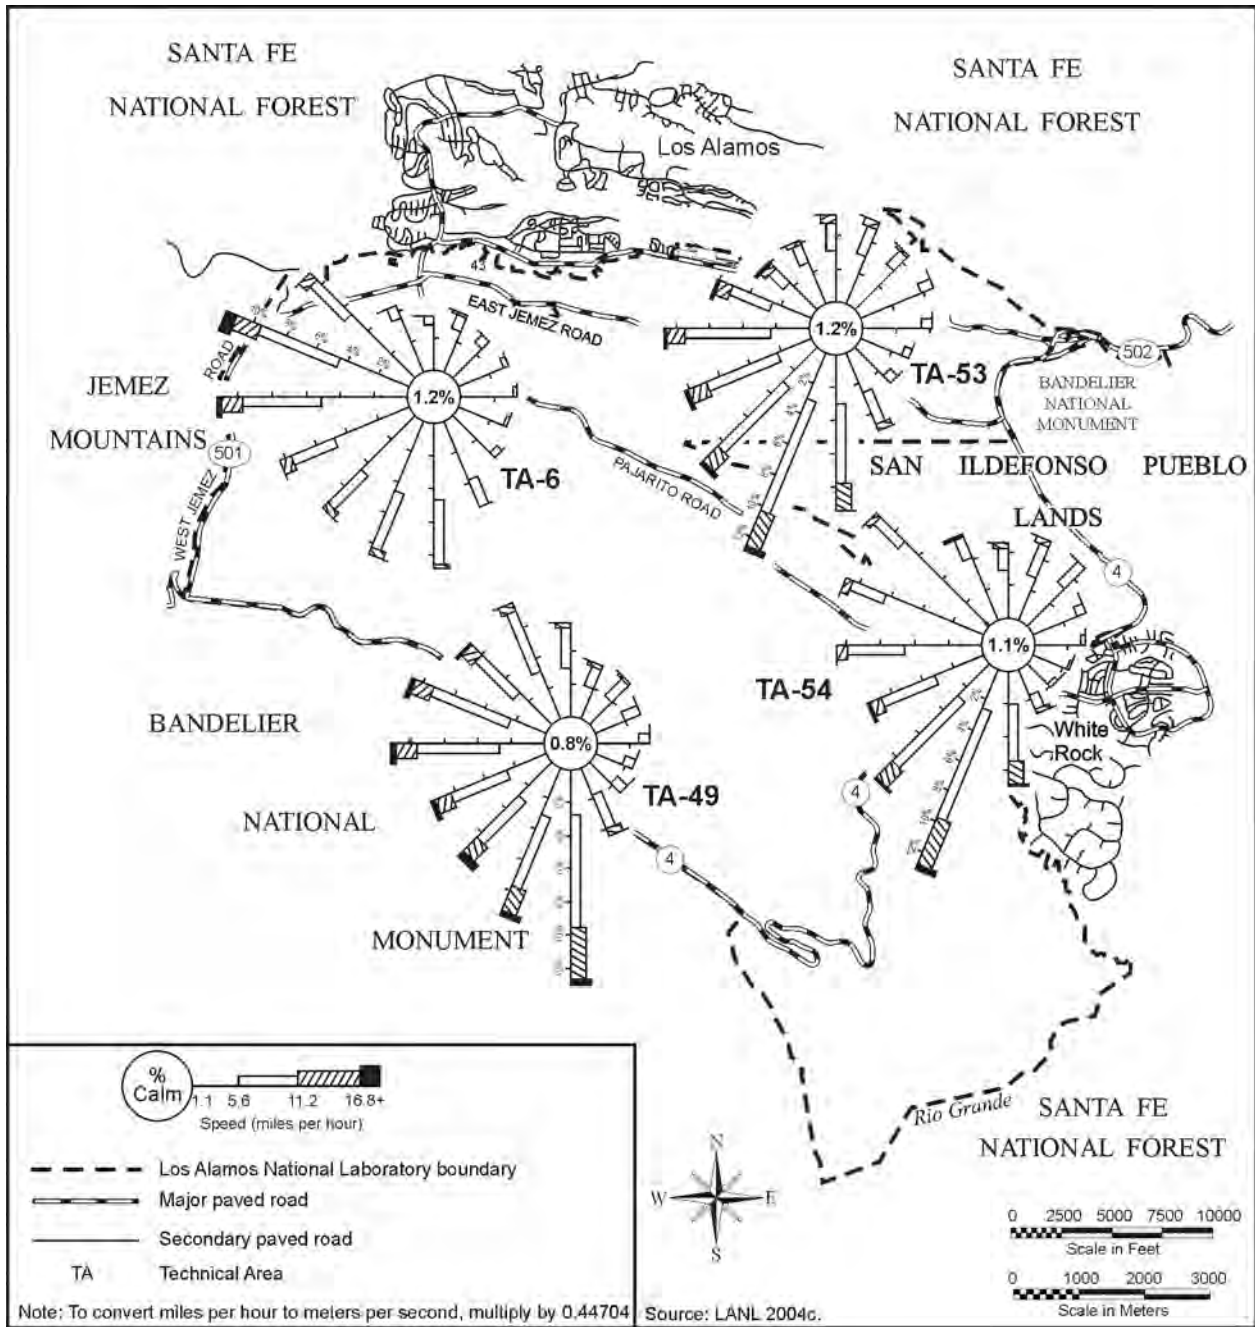 SANTA FE
NATIONAL FOREST
SANTA FE
NATIONAL FOREST
Los Alamos
43
EAST JEMEZ ROAD
1.2%
TA-53
502
BANDELIER
NATIONAL
MONUMENT
ROAD
JEMEZ
MOUNTAINS
501
1.2%
TA-6
WEST JEMEZ
PAJARITO ROAD
SAN ILDEFONSO PUEBLO
LANDS
4
1.1%
TA-54
White
Rock
BANDELIER
0.8%
TA-49
NATIONAL
4
4
MONUMENT
%
Calm
1.1 5.6 11.2 16.8+
Speed (miles per hour)
Los Alamos National Laboratory boundary
Major paved road
Secondary paved road
TA Technical Area
Note: To convert miles per hour to meters per second, multiply by 0.44704
Rio Grande
SANTA FE
NATIONAL FOREST
N
W E
S
0 2500 5000 7500 10000
Scale in Feet
0 1000 2000 3000
Scale in Meters
Source: LANL 2004c.